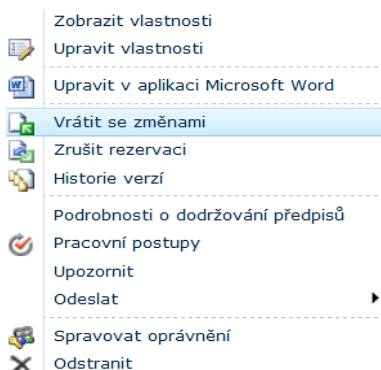 Zobrazit vlastnosti
Upravit vlastnosti
Upravit v aplikaci Microsoft Word
Vrátit se změnami
Zrušit rezervaci
Historie verzí
Podrobnosti o dodržování předpisů
Pracovní postupy
Upozornit
Odeslat
Spravovat oprávnění
Odstranit